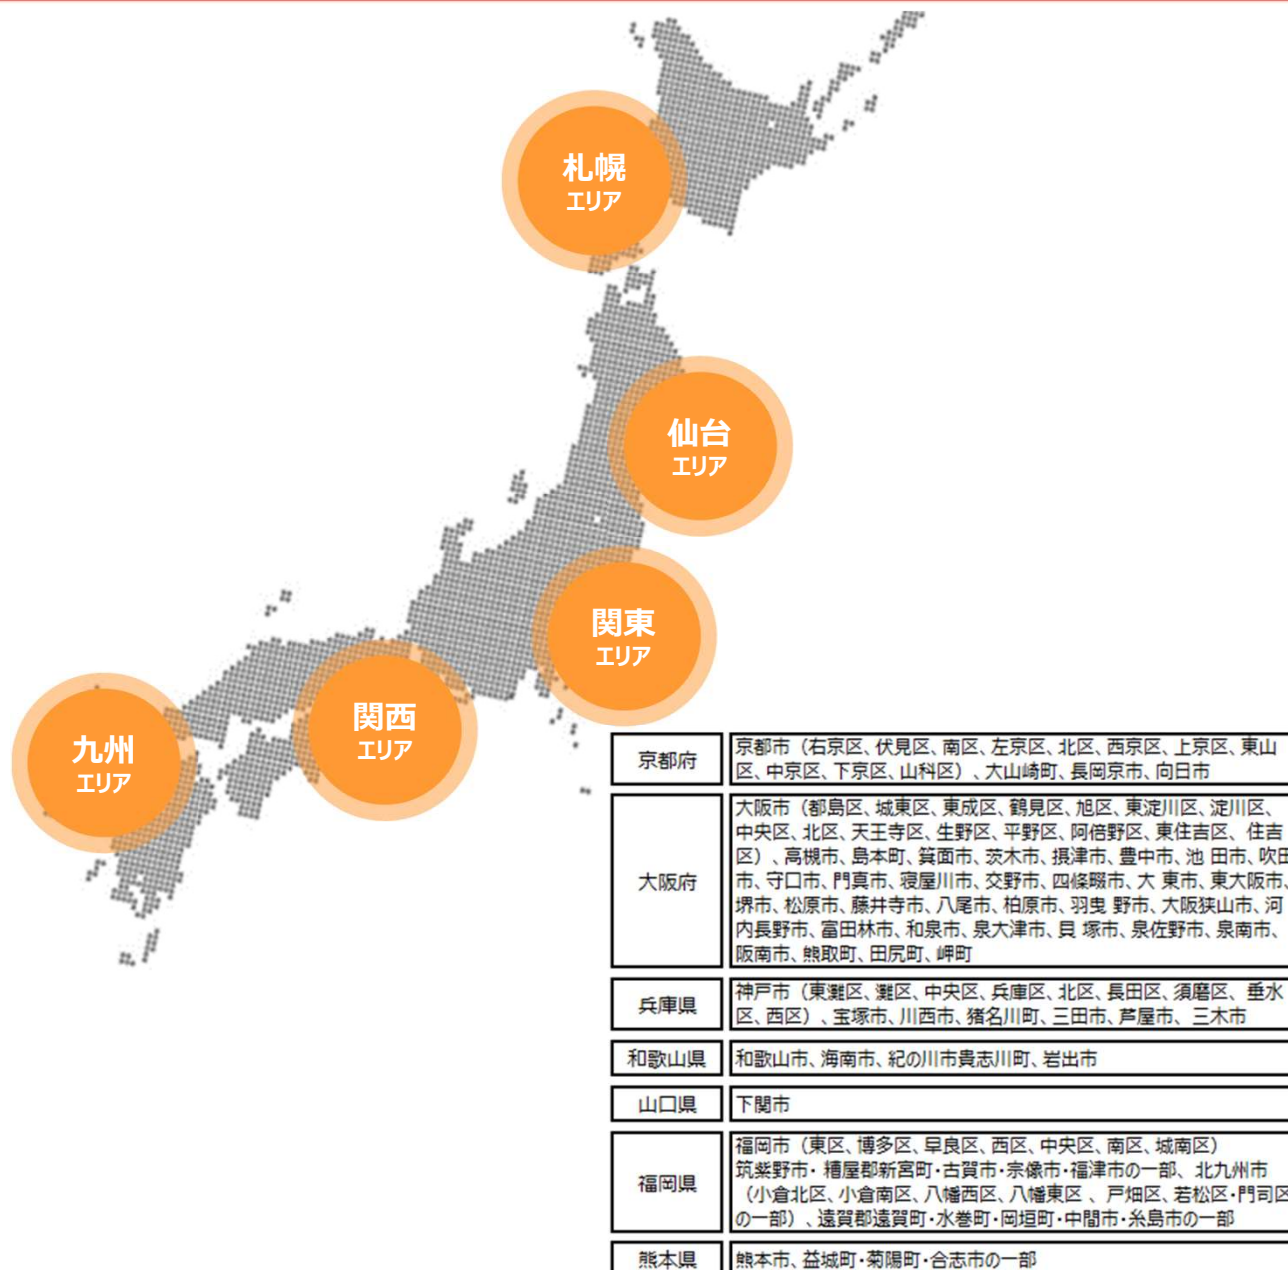 札幌
エリア
仙台
エリア
関東
エリア
関西
エリア
九州
エリア
京都府
京都市（右京区、伏見区、南区、左京区、北区、西京区、上京区、東山
区、中京区、下京区、山科区）、大山崎町、長岡京市、向日市
大阪府
大阪市（都島区、城東区、東成区、鶴見区、旭区、東淀川区、淀川区、
中央区、北区、天王寺区、生野区、平野区、阿倍野区、東住吉区、住吉
区）、高槻市、島本町、箕面市、茨木市、摂津市、豊中市、池 田市、吹田
市、守口市、門真市、寝屋川市、交野市、四條畷市、大 東市、東大阪市、
堺市、松原市、藤井寺市、八尾市、柏原市、羽曳 野市、大阪狭山市、河
内長野市、富田林市、和泉市、泉大津市、貝 塚市、泉佐野市、泉南市、
阪南市、熊取町、田尻町、岬町
兵庫県
神戸市（東灘区、灘区、中央区、兵庫区、北区、長田区、須磨区、垂水
区、西区）、宝塚市、川西市、猪名川町、三田市、芦屋市、三木市
和歌山県
和歌山市、海南市、紀の川市貴志川町、岩出市
山口県
下関市
福岡県
福岡市（東区、博多区、早良区、西区、中央区、南区、城南区）
筑紫野市・糟屋郡新宮町・古賀市・宗像市・福津市の一部、北九州市
（小倉北区、小倉南区、八幡西区、八幡東区 、戸畑区、若松区・門司区
の一部）、遠賀郡遠賀町・水巻町・岡垣町・中間市・糸島市の一部
熊本県
熊本市、益城町・菊陽町・合志市の一部